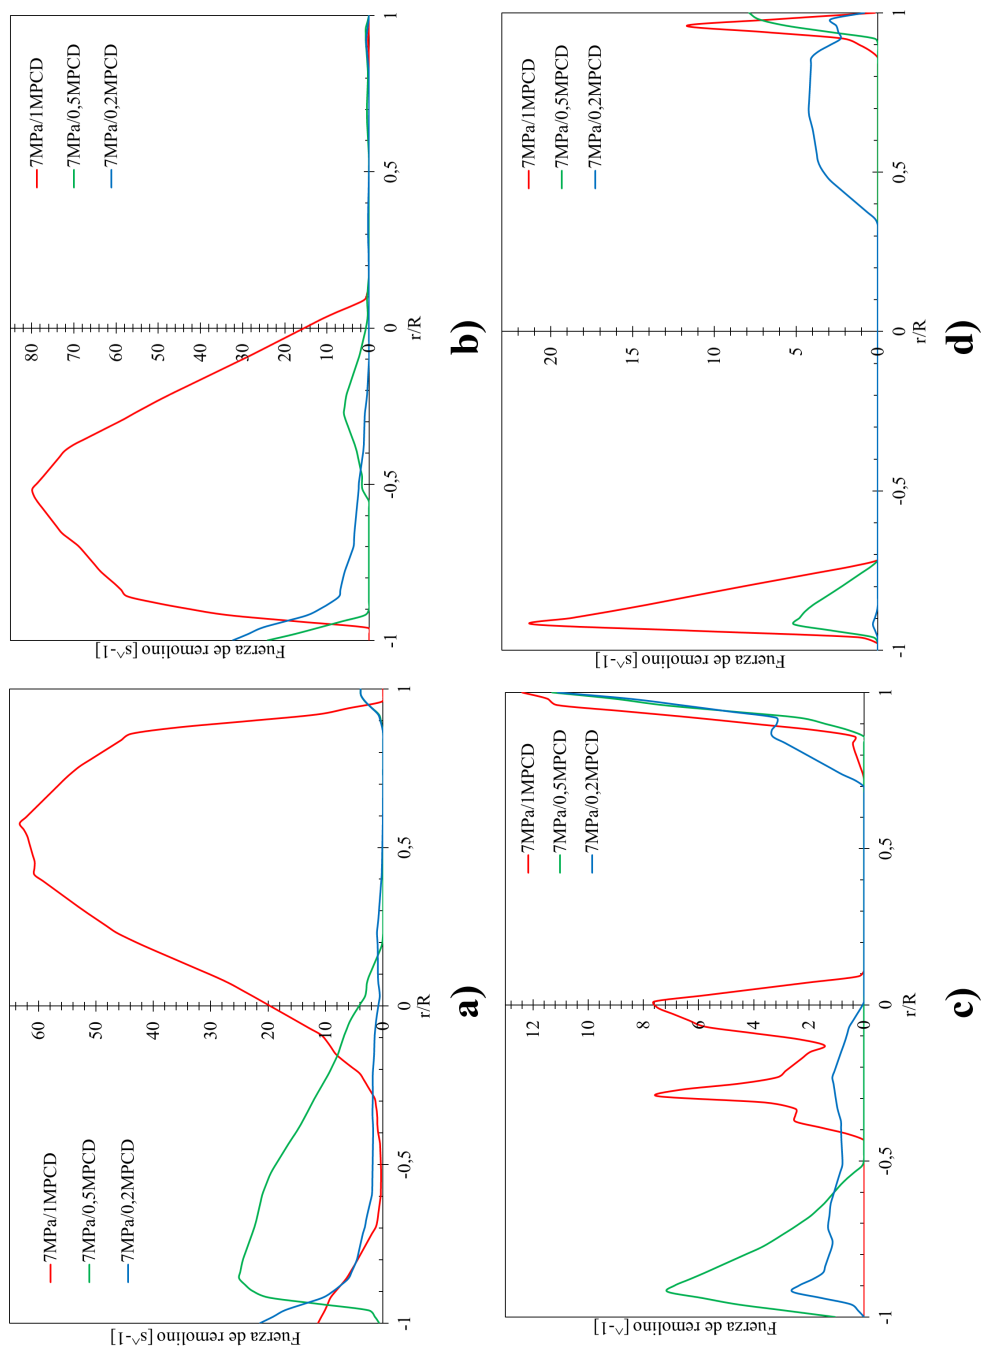 Fuerza de remolino [s^-1]
60
50
40
30
20
10
0
-1
-0,5
0
0,5
1
r/R
7MPa/1MPCD
7MPa/0,5MPCD
7MPa/0,2MPCD
a)
Fuerza de remolino [s^-1]
80
70
60
50
40
30
20
10
0
-1
-0,5
0
0,5
1
r/R
7MPa/1MPCD
7MPa/0,5MPCD
7MPa/0,2MPCD
b)
Fuerza de remolino [^-1]
12
10
8
6
4
2
0
-1
-0,5
0
0,5
1
r/R
7MPa/1MPCD
7MPa/0,5MPCD
7MPa/0,2MPCD
c)
Fuerza de remolino [s^-1]
20
15
10
5
0
-1
-0,5
0
0,5
1
r/R
7MPa/1MPCD
7MPa/0,5MPCD
7MPa/0,2MPCD
d)